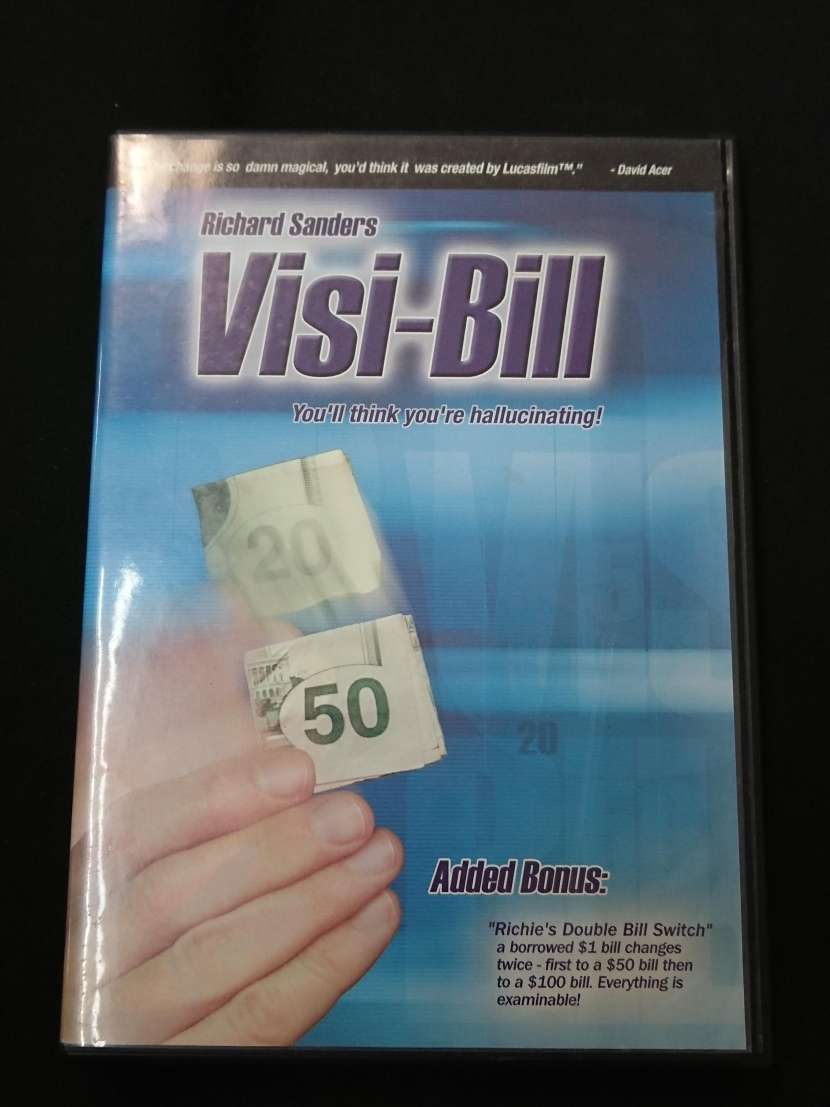 change is so damn magical, you'd think it was created by Lucasfilm™," - David Acer
Richard Sanders
Visi-Bill
You'll think you're hallucinating!
20
50
20
Added Bonus:
"Richie's Double Bill Switch"
a borrowed $1 bill changes
twice - first to a $50 bill then
to a $100 bill. Everything is
examinable!